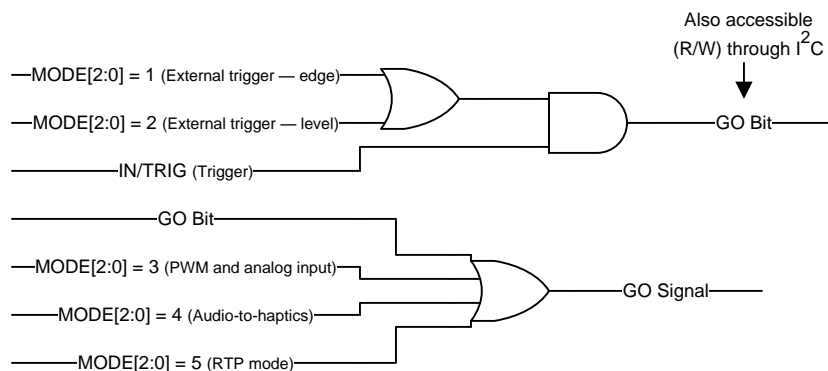 Also accessible
(R/W) through I²C
MODE[2:0] = 1 (External trigger — edge)
MODE[2:0] = 2 (External trigger — level)
GO Bit
IN/TRIG (Trigger)
GO Bit
MODE[2:0] = 3 (PWM and analog input)
GO Signal
MODE[2:0] = 4 (Audio-to-haptics)
MODE[2:0] = 5 (RTP mode)